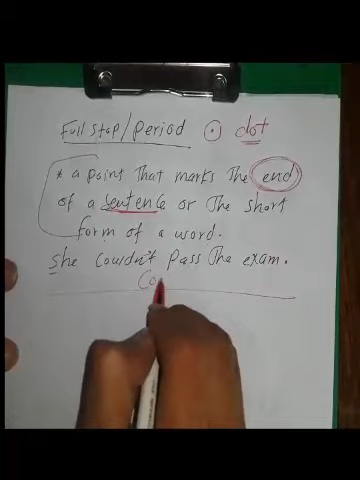 Full stop/Period ⊙ dot
* a point That marks The end
of a sentence or The short
form of a word.
She Couldn't Pass The exam.
Co